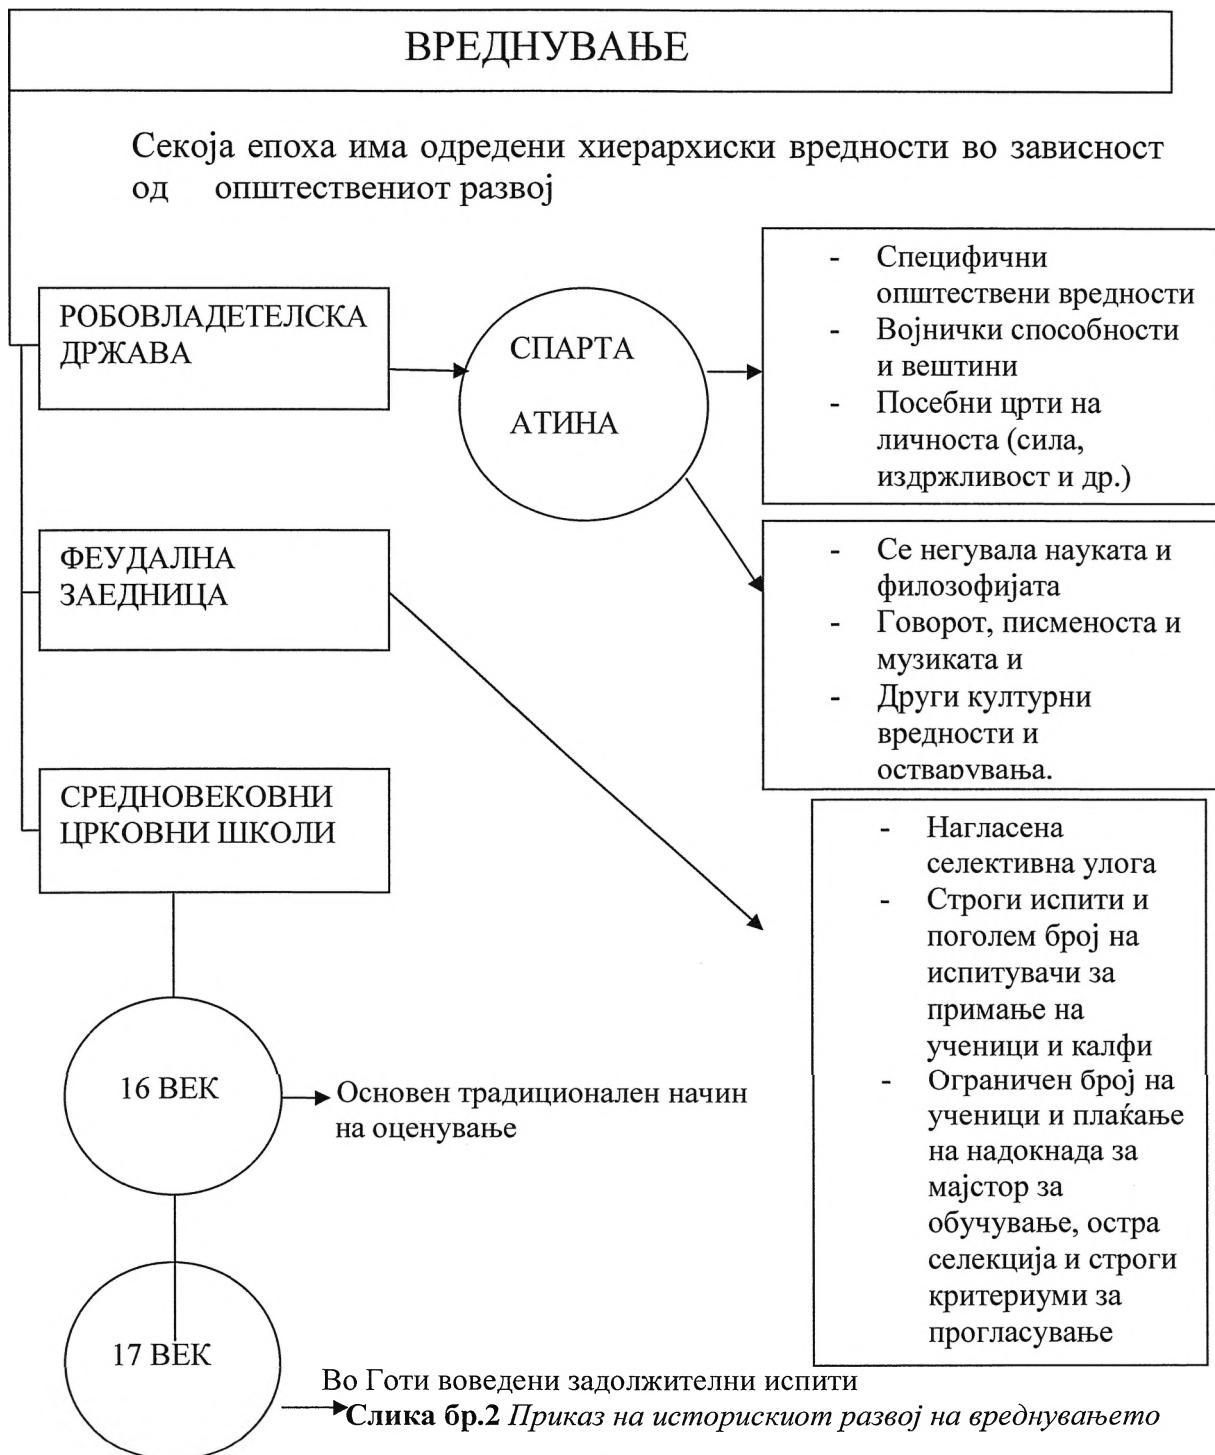 ВРЕДНУВАЊЕ
Секоја епоха има одредени хиерархиски вредности во зависност
од општествениот развој
РОБОВЛАДЕТЕЛСКА
ДРЖАВА
СПАРТА
АТИНА
- Специфични
општествени вредности
- Војнички способности
и вештини
- Посебни црти на
личноста (сила,
издржливост и др.)
- Се негувала науката и
филозофијата
- Говорот, писменоста и
музиката и
- Други културни
вредности и
остварувања.
ФЕУДАЛНА
ЗАЕДНИЦА
- Нагласена
селективна улога
- Строги испити и
поголем број на
испитувачи за
примање на
ученици и калфи
- Ограничен број на
ученици и плаќање
на надокнада за
мајстор за
обучување, остра
селекција и строги
критериуми за
прогласување
СРЕДНОВЕКОВНИ
ЦРКОВНИ ШКОЛИ
16 ВЕК
Основен традиционален начин
на оценување
17 ВЕК
Во Готи воведени задолжителни испити
Слика бр.2 Приказ на историскиот развој на вреднувањето